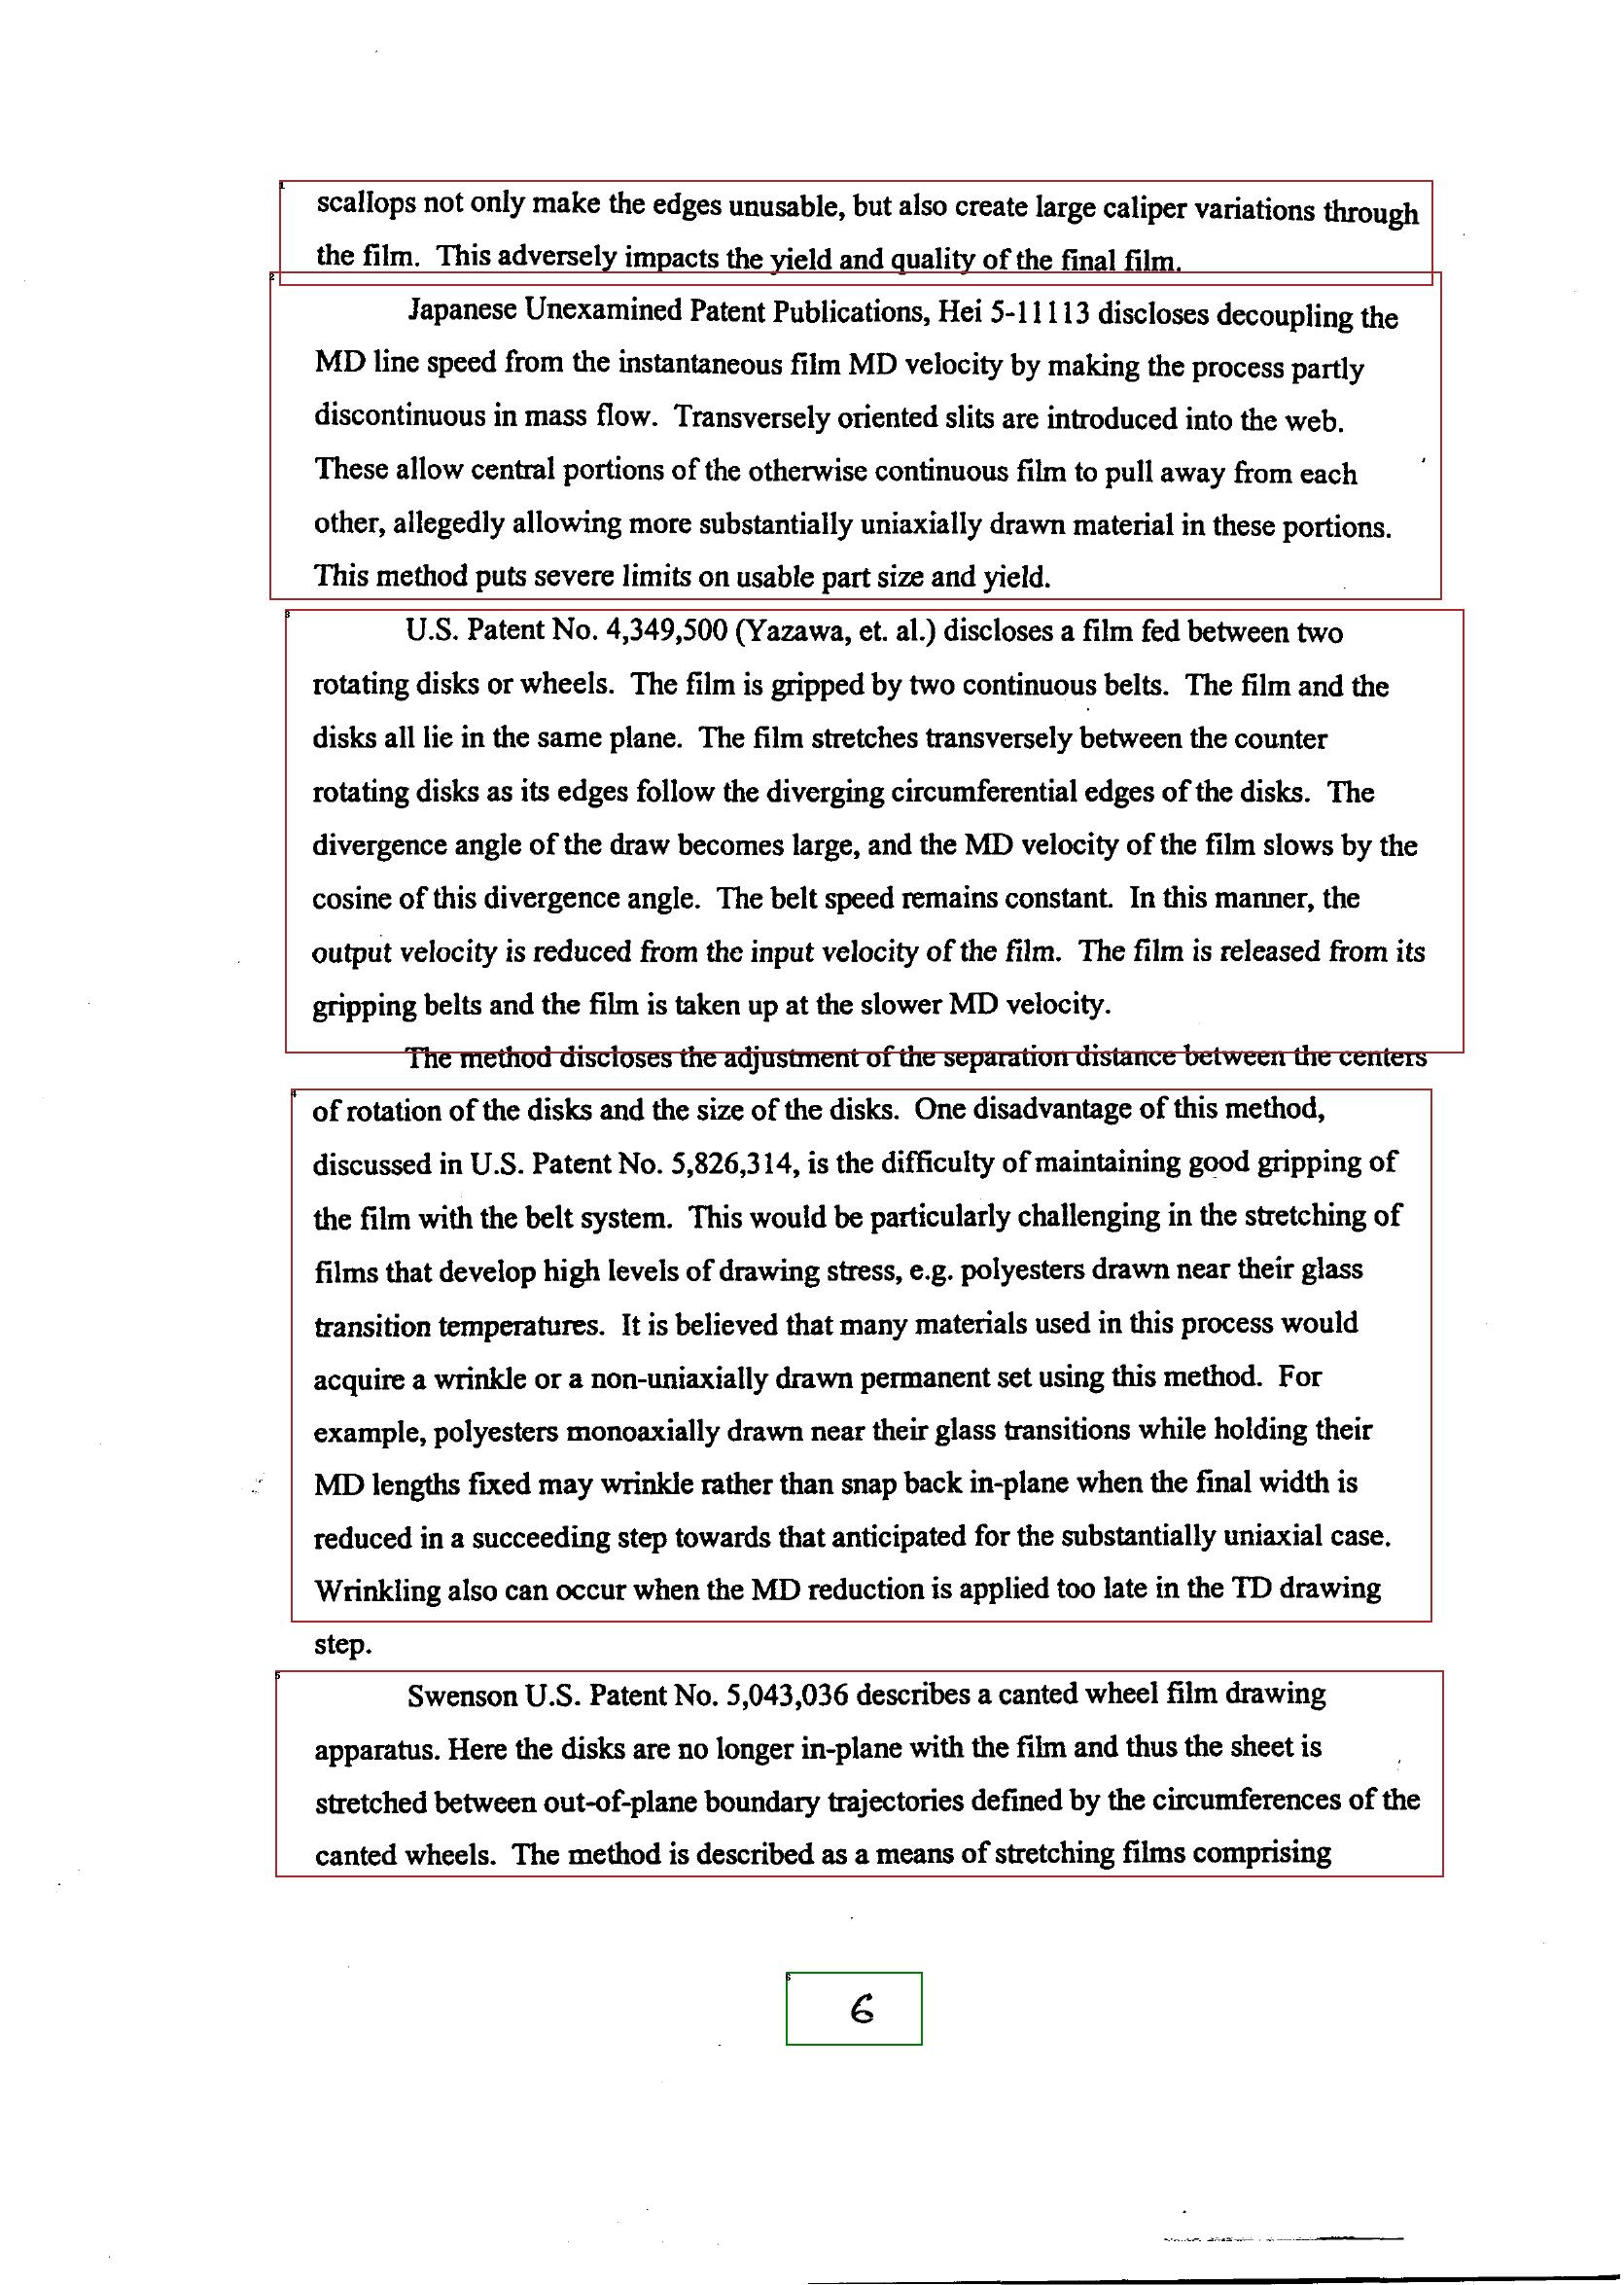 scallops not only make the edges unusable, but also create large caliper variations through
the film. This adversely impacts the yield and quality of the final film.
Japanese Unexamined Patent Publications, Hei 5-11113 discloses decoupling the
MD line speed from the instantaneous film MD velocity by making the process partly
discontinuous in mass flow. Transversely oriented slits are introduced into the web.
These allow central portions of the otherwise continuous film to pull away from each
other, allegedly allowing more substantially uniaxially drawn material in these portions.
This method puts severe limits on usable part size and yield.
U.S. Patent No. 4,349,500 (Yazawa, et. al.) discloses a film fed between two
rotating disks or wheels. The film is gripped by two continuous belts. The film and the
disks all lie in the same plane. The film stretches transversely between the counter
rotating disks as its edges follow the diverging circumferential edges of the disks. The
divergence angle of the draw becomes large, and the MD velocity of the film slows by the
cosine of this divergence angle. The belt speed remains constant. In this manner, the
output velocity is reduced from the input velocity of the film. The film is released from its
gripping belts and the film is taken up at the slower MD velocity.
The method discloses the adjustment of the separation distance between the centers
of rotation of the disks and the size of the disks. One disadvantage of this method,
discussed in U.S. Patent No. 5,826,314, is the difficulty of maintaining good gripping of
the film with the belt system. This would be particularly challenging in the stretching of
films that develop high levels of drawing stress, e.g. polyesters drawn near their glass
transition temperatures. It is believed that many materials used in this process would
acquire a wrinkle or a non-uniaxially drawn permanent set using this method. For
example, polyesters monoaxially drawn near their glass transitions while holding their
MD lengths fixed may wrinkle rather than snap back in-plane when the final width is
reduced in a succeeding step towards that anticipated for the substantially uniaxial case.
Wrinkling also can occur when the MD reduction is applied too late in the TD drawing
step.
Swenson U.S. Patent No. 5,043,036 describes a canted wheel film drawing
apparatus. Here the disks are no longer in-plane with the film and thus the sheet is
stretched between out-of-plane boundary trajectories defined by the circumferences of the
canted wheels. The method is described as a means of stretching films comprising
6